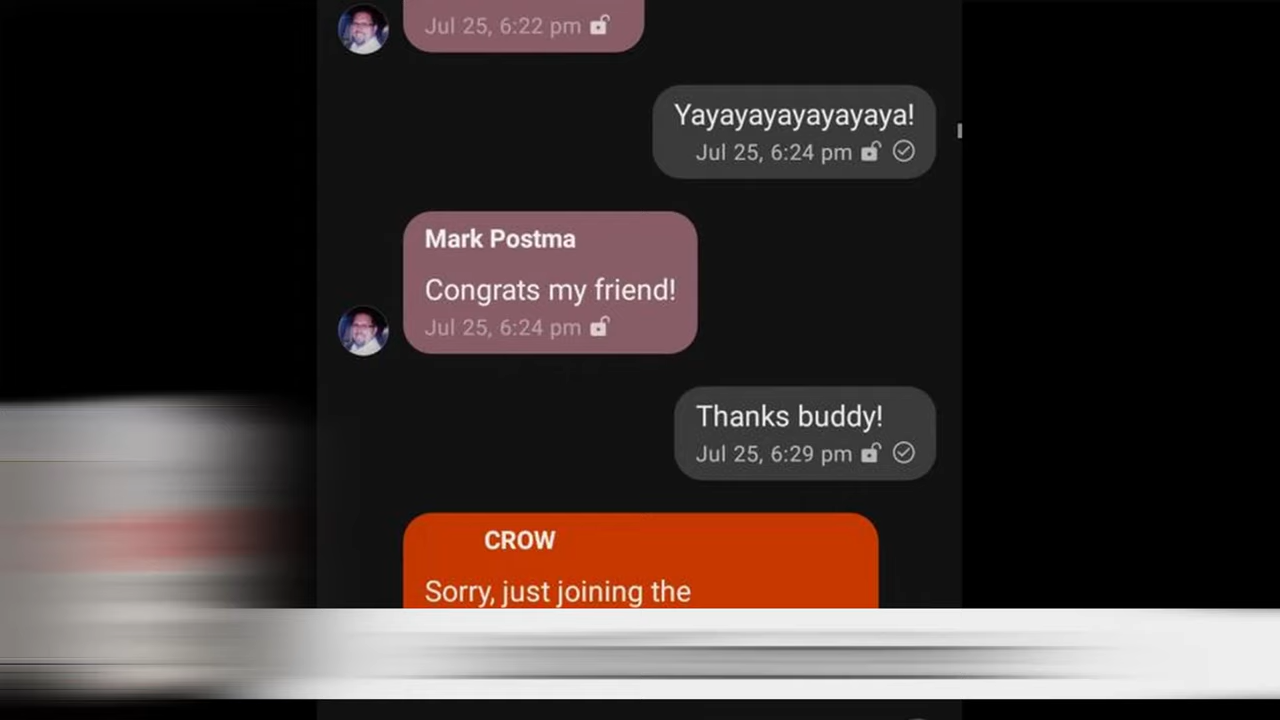 Jul 25, 6:22 pm
Yayayayayayayaya!
Jul 25, 6:24 pm
Mark Postma
Congrats my friend!
Jul 25, 6:24 pm
Thanks buddy!
Jul 25, 6:29 pm
CROW
Sorry, just joining the